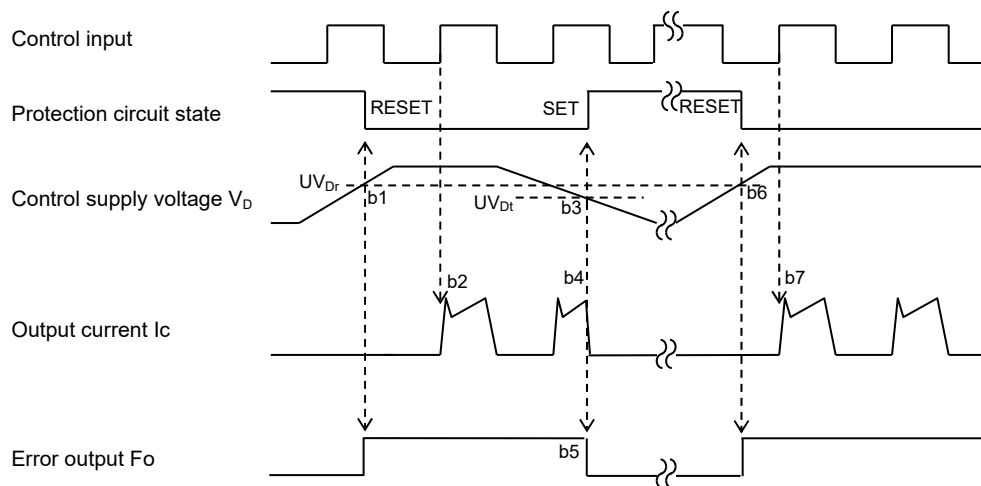 Control input
Protection circuit state
RESET
SET
RESET
Control supply voltage VD
UVDr
b1
UVDt
b3
b6
b2
b4
b7
Output current Ic
b5
Error output Fo